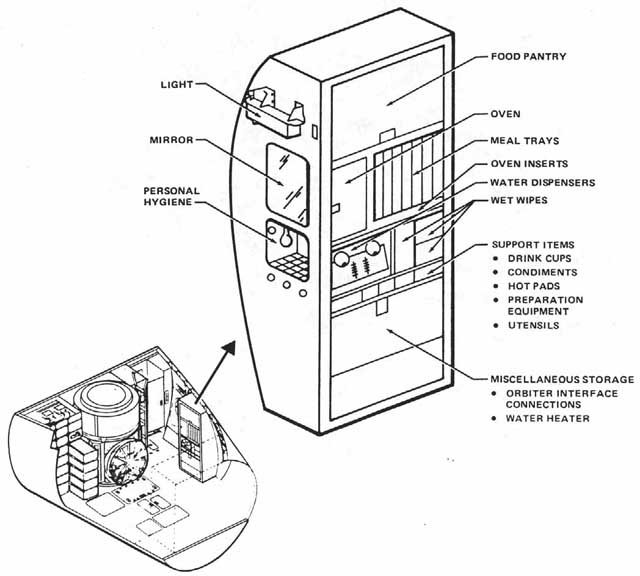 LIGHT
MIRROR
PERSONAL
HYGIENE
FOOD PANTRY
OVEN
MEAL TRAYS
OVEN INSERTS
WATER DISPENSERS
WET WIPES
SUPPORT ITEMS
• DRINK CUPS
• CONDIMENTS
• HOT PADS
• PREPARATION
EQUIPMENT
• UTENSILS
MISCELLANEOUS STORAGE
• ORBITER INTERFACE
CONNECTIONS
• WATER HEATER